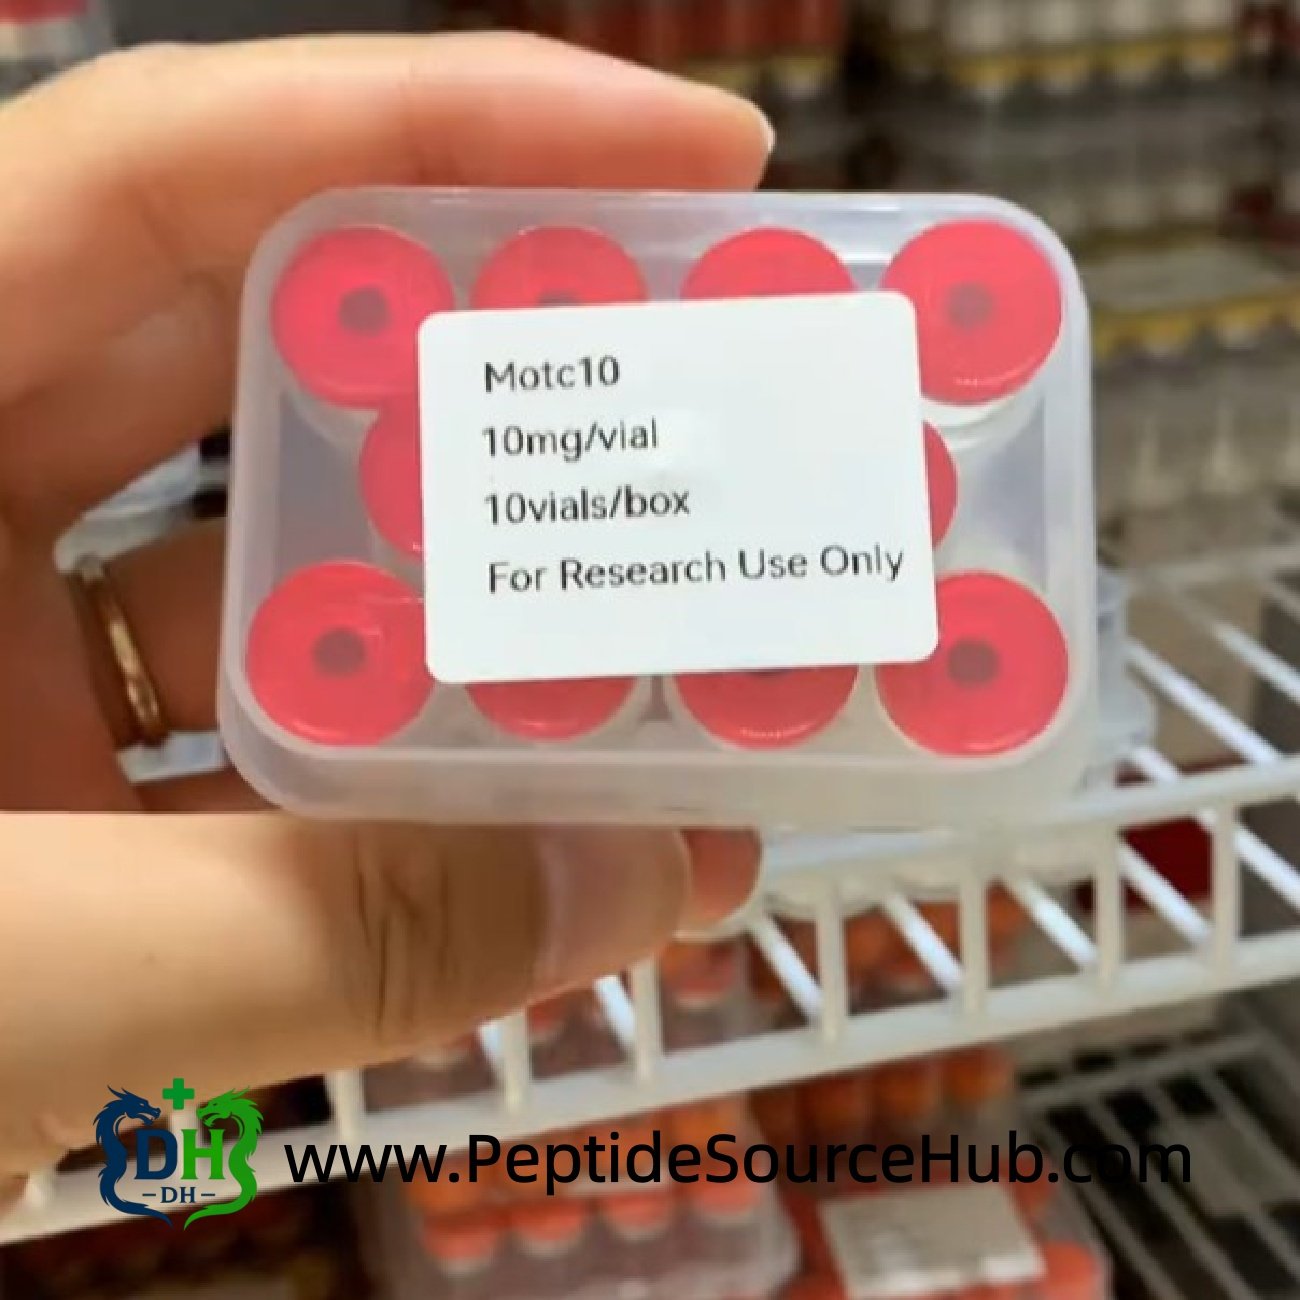 Motc10
10mg/vial
10vials/box
For Research Use Only
DH
-DH-
www.PeptideSourceHub.com